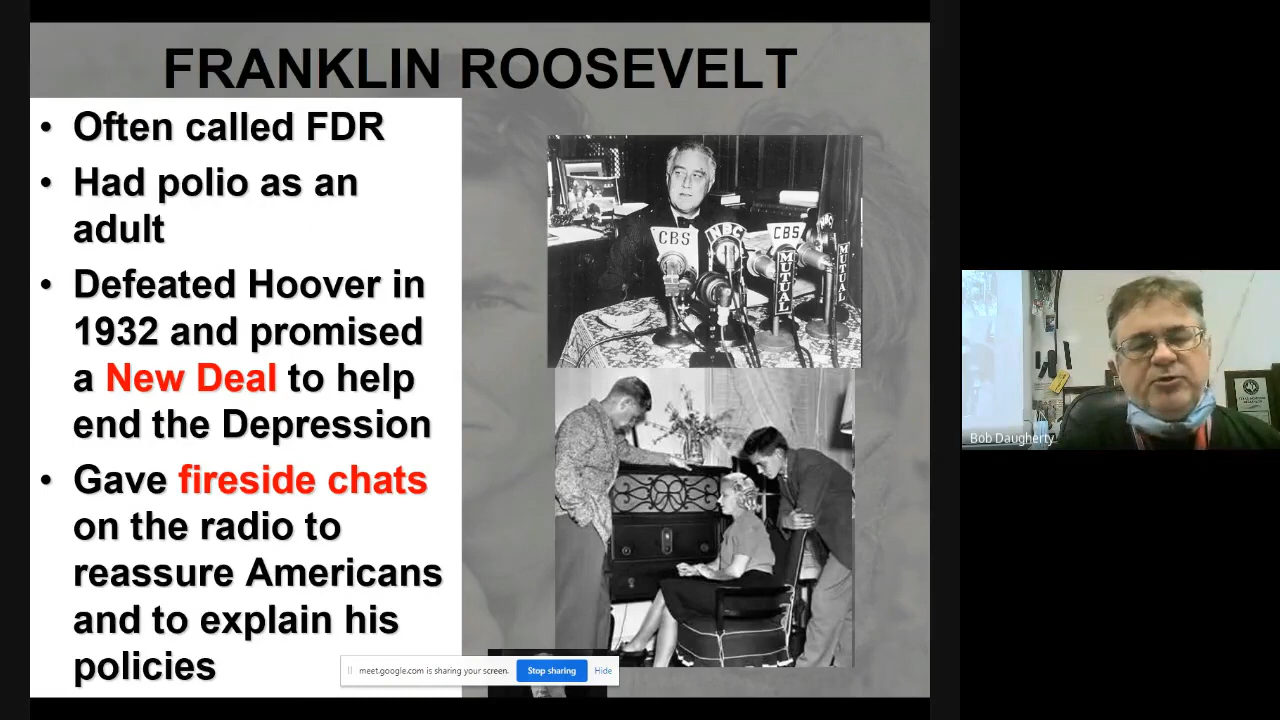 FRANKLIN ROOSEVELT
• Often called FDR
• Had polio as an
adult
• Defeated Hoover in
1932 and promised
a New Deal to help
end the Depression
• Gave fireside chats
on the radio to
reassure Americans
and to explain his
policies
CBS
NBC
CBS
MUTUAL
MUTUAL
meet.google.com is sharing your screen.
Stop sharing
Hide
Bob Daugherty